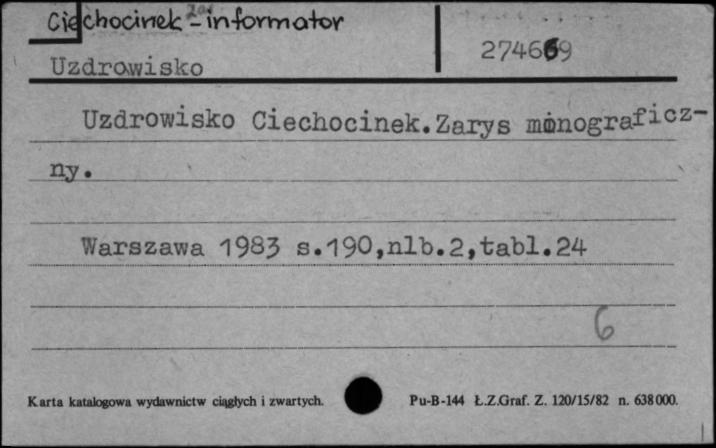 Ciechocinek - informator
Uzdrowisko
274669
Uzdrowisko Ciechocinek. Zarys monograficz-
ny.
Warszawa 1983 s.190,nlb.2,tabl.24
6
Karta katalogowa wydawnictw ciągłych i zwartych.
Pu-B-144 Ł.Z.Graf. Z. 120/15/82 n. 638000.